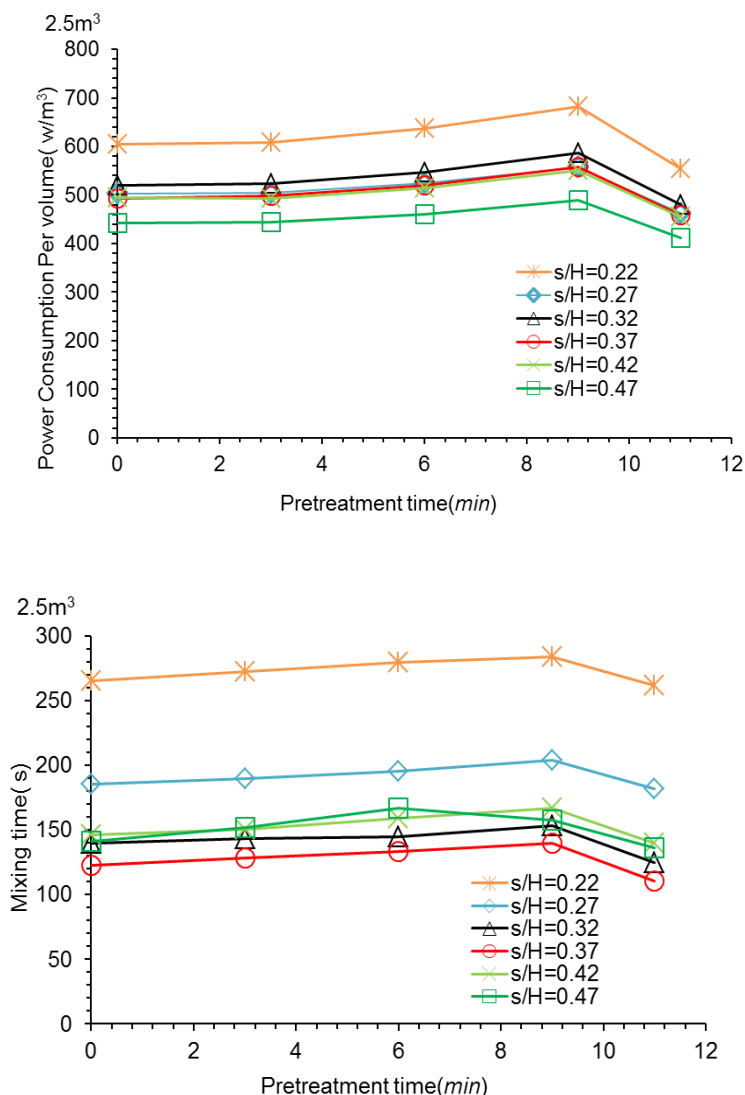 2.5m³
Power Consumption Per volume( w/m³)
800
700
600
500
400
300
200
100
0
s/H=0.22
s/H=0.27
s/H=0.32
s/H=0.37
s/H=0.42
s/H=0.47
0 2 4 6 8 10 12
Pretreatment time(min)
2.5m³
Mixing time( s)
300
250
200
150
100
50
0
s/H=0.22
s/H=0.27
s/H=0.32
s/H=0.37
s/H=0.42
s/H=0.47
0 2 4 6 8 10 12
Pretreatment time(min)